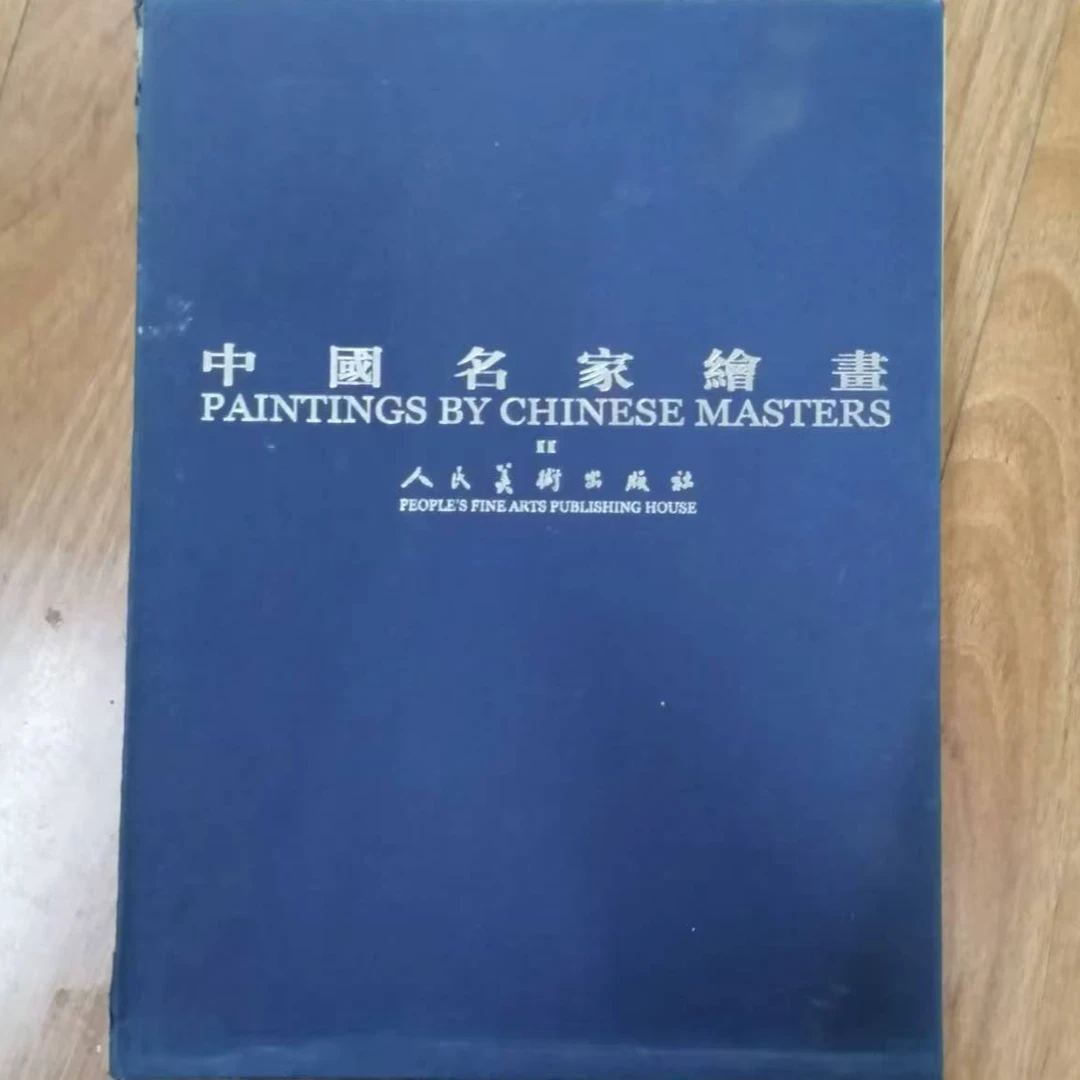 中國名家繪畫
PAINTINGS BY CHINESE MASTERS
II
人民美術出版社
PEOPLE'S FINE ARTS PUBLISHING HOUSE